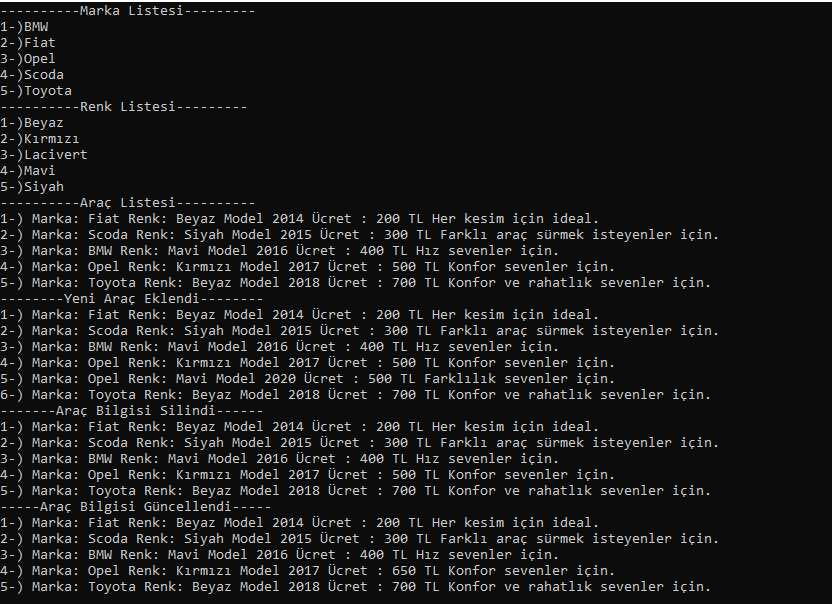 ----------Marka Listesi---------
1-)BMW
2-)Fiat
3-)Opel
4-)Scoda
5-)Toyota
----------Renk Listesi---------
1-)Beyaz
2-)Kırmızı
3-)Lacivert
4-)Mavi
5-)Siyah
----------Araç Listesi----------
1-) Marka: Fiat Renk: Beyaz Model 2014 Ücret : 200 TL Her kesim için ideal.
2-) Marka: Scoda Renk: Siyah Model 2015 Ücret : 300 TL Farklı araç sürmek isteyenler için.
3-) Marka: BMW Renk: Mavi Model 2016 Ücret : 400 TL Hız sevenler için.
4-) Marka: Opel Renk: Kırmızı Model 2017 Ücret : 500 TL Konfor sevenler için.
5-) Marka: Toyota Renk: Beyaz Model 2018 Ücret : 700 TL Konfor ve rahatlık sevenler için.
--------Yeni Araç Eklendi--------
1-) Marka: Fiat Renk: Beyaz Model 2014 Ücret : 200 TL Her kesim için ideal.
2-) Marka: Scoda Renk: Siyah Model 2015 Ücret : 300 TL Farklı araç sürmek isteyenler için.
3-) Marka: BMW Renk: Mavi Model 2016 Ücret : 400 TL Hız sevenler için.
4-) Marka: Opel Renk: Kırmızı Model 2017 Ücret : 500 TL Konfor sevenler için.
5-) Marka: Opel Renk: Mavi Model 2020 Ücret : 500 TL Farklılık sevenler için.
6-) Marka: Toyota Renk: Beyaz Model 2018 Ücret : 700 TL Konfor ve rahatlık sevenler için.
-------Araç Bilgisi Silindi------
1-) Marka: Fiat Renk: Beyaz Model 2014 Ücret : 200 TL Her kesim için ideal.
2-) Marka: Scoda Renk: Siyah Model 2015 Ücret : 300 TL Farklı araç sürmek isteyenler için.
3-) Marka: BMW Renk: Mavi Model 2016 Ücret : 400 TL Hız sevenler için.
4-) Marka: Opel Renk: Kırmızı Model 2017 Ücret : 500 TL Konfor sevenler için.
5-) Marka: Toyota Renk: Beyaz Model 2018 Ücret : 700 TL Konfor ve rahatlık sevenler için.
-----Araç Bilgisi Güncellendi-----
1-) Marka: Fiat Renk: Beyaz Model 2014 Ücret : 200 TL Her kesim için ideal.
2-) Marka: Scoda Renk: Siyah Model 2015 Ücret : 300 TL Farklı araç sürmek isteyenler için.
3-) Marka: BMW Renk: Mavi Model 2016 Ücret : 400 TL Hız sevenler için.
4-) Marka: Opel Renk: Kırmızı Model 2017 Ücret : 650 TL Konfor sevenler için.
5-) Marka: Toyota Renk: Beyaz Model 2018 Ücret : 700 TL Konfor ve rahatlık sevenler için.